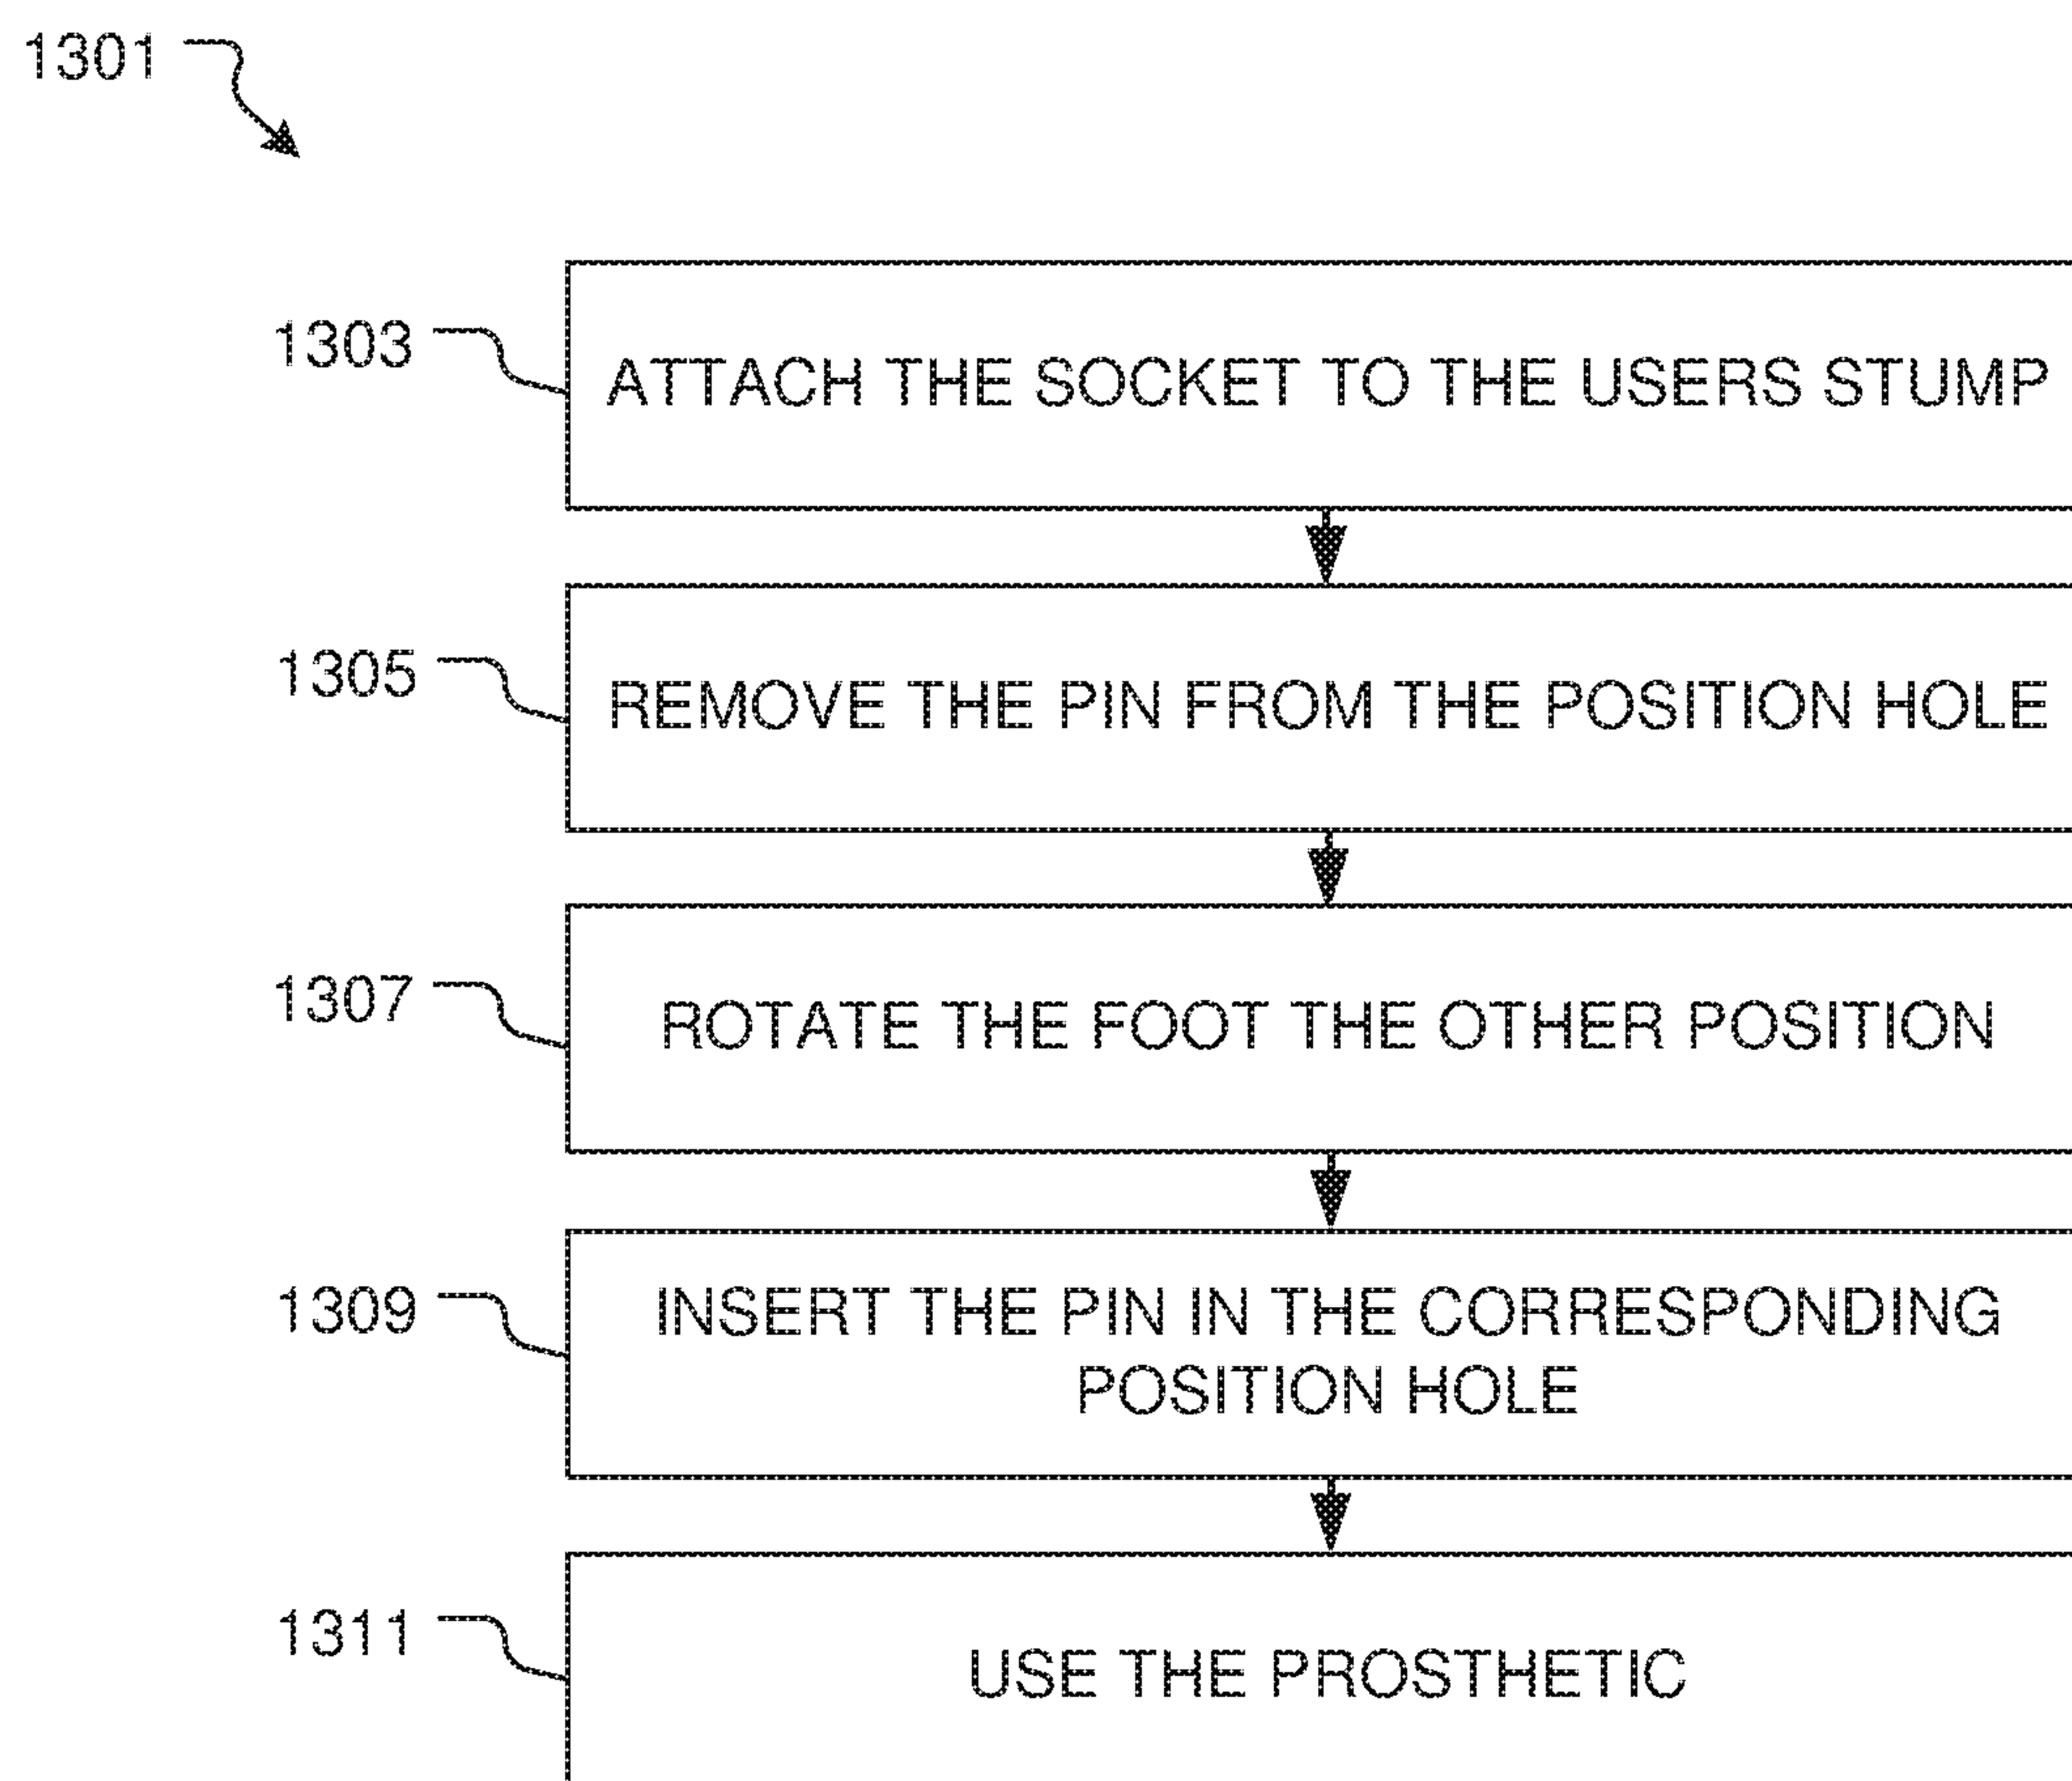 1301
1303
ATTACH THE SOCKET TO THE USERS STUMP
1305
REMOVE THE PIN FROM THE POSITION HOLE
1307
ROTATE THE FOOT THE OTHER POSITION
1309
INSERT THE PIN IN THE CORRESPONDING
POSITION HOLE
1311
USE THE PROSTHETIC